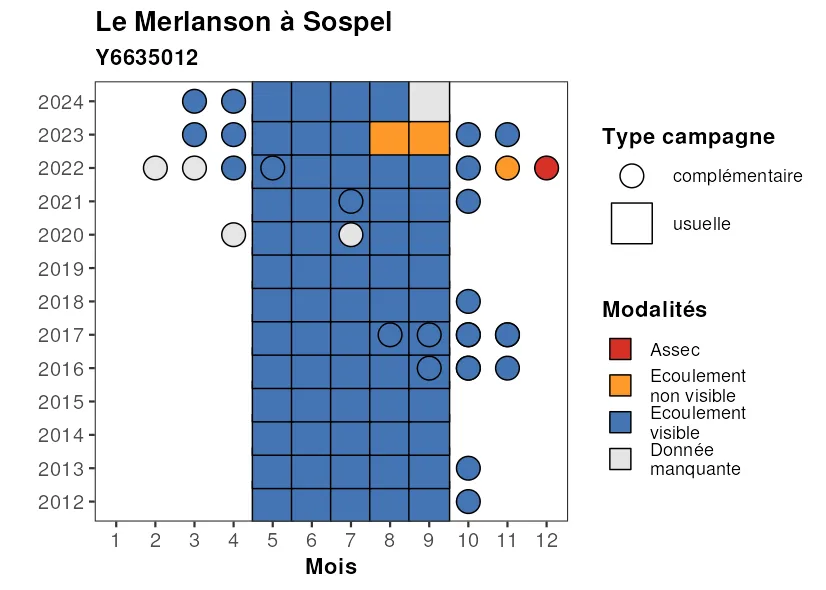 Le Merlanson à Sospel
Y6635012
2024
2023
2022
2021
2020
2019
2018
2017
2016
2015
2014
2013
2012
1 2 3 4 5 6 7 8 9 10 11 12
Mois
Type campagne
complémentaire
usuelle
Modalités
Assec
Ecoulement
non visible
Ecoulement
visible
Donnée
manquante